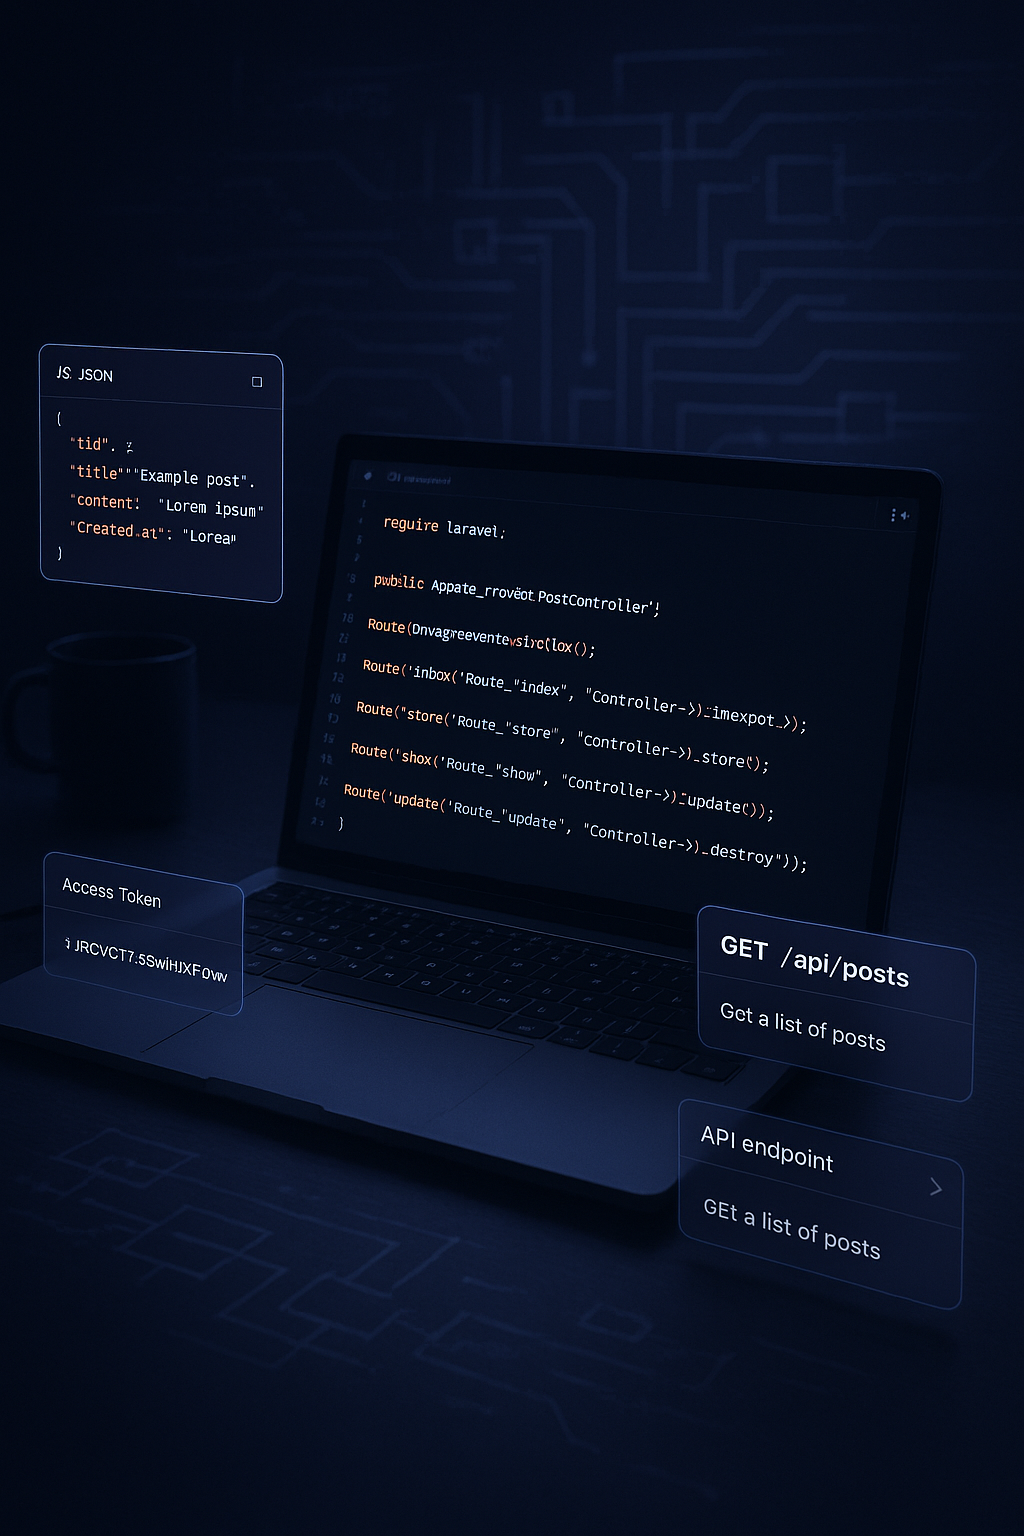 JS. JSON
{
"tid".
"title"""Example post".
"content: "Lorem ipsum"
"Created.at": "Lorea"
}
reguire laravel;
pwbilic Appate_rrovëot PostController';
Route(Dnvagreeventewsirc(lox();
Route('inbox('Route_"index", "Controller->)_imexpot_>);
Route("store('Route_"store", "Controller->)_store(");
Route('shox('Route_"show", "Controller->)_update('));
Route('update('Route_"update", "Controller->)_destroy"));
}
Access Token
JRCVCT7.5SwiHJXFOvw
GET /api/posts
Get a list of posts
API endpoint
GEt a list of posts